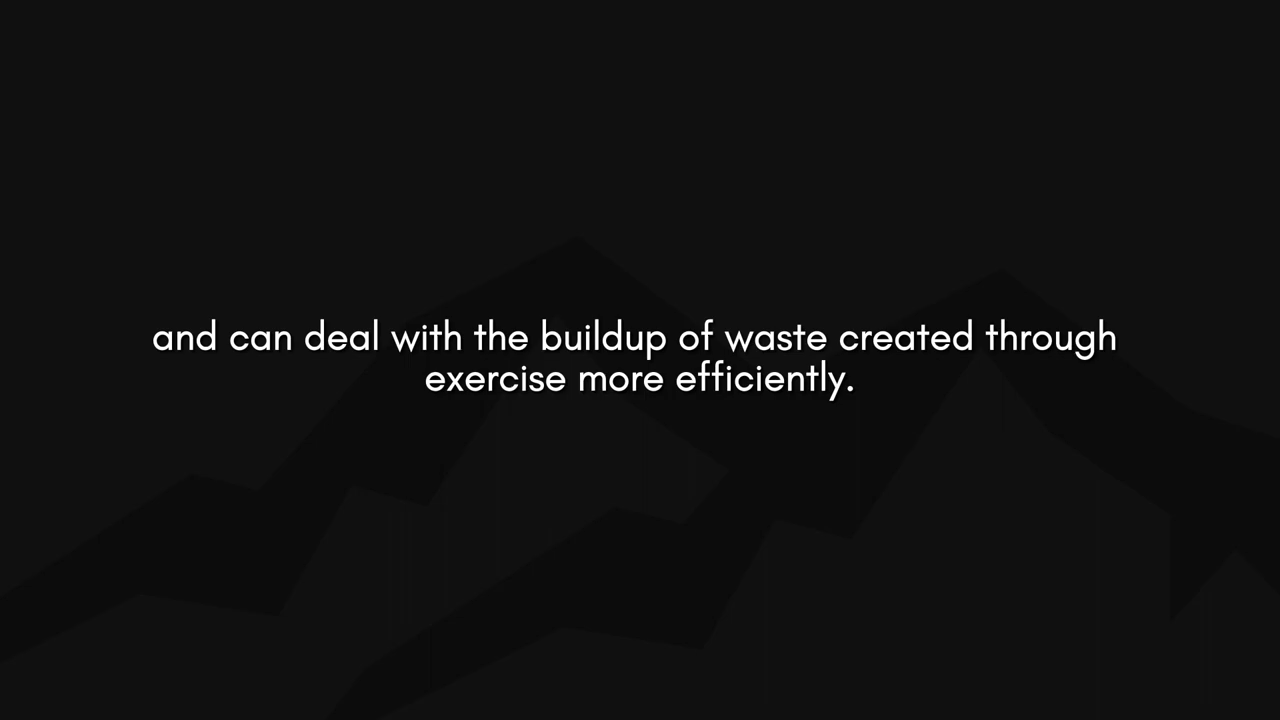 and can deal with the buildup of waste created through
exercise more efficiently.